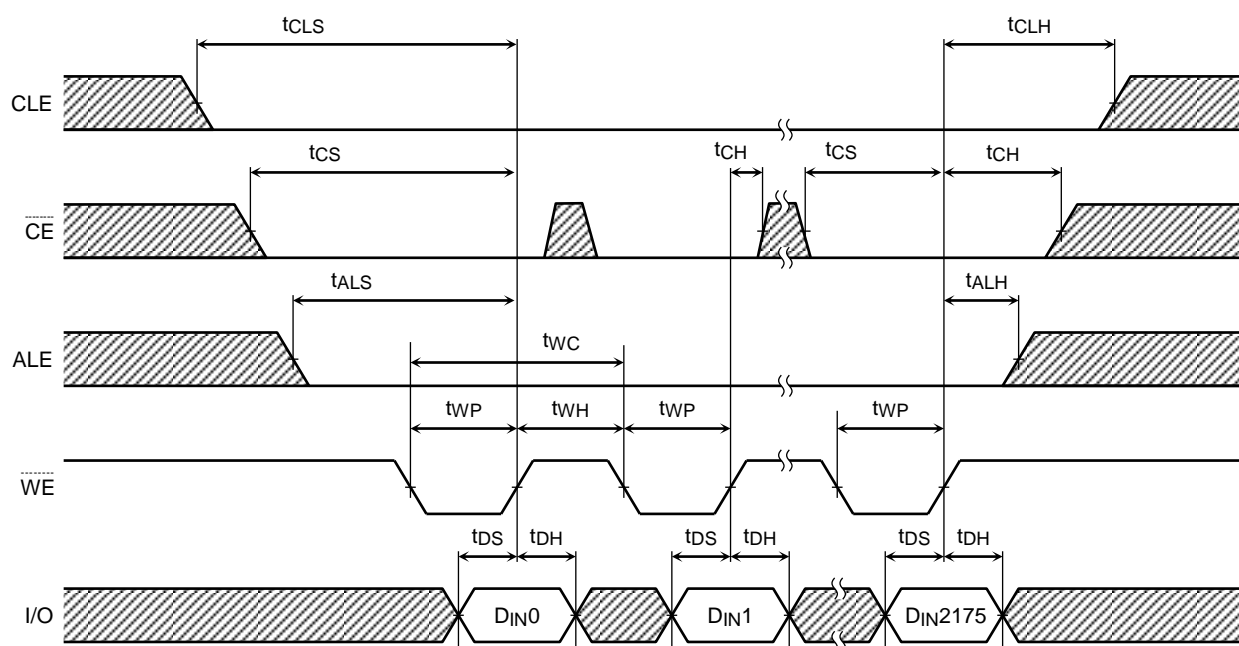 tCLS
tCLH
CLE
tCS
tCH
tCS
tCH
CE
tALS
tALH
tWC
ALE
tWP
tWH
tWP
tWP
WE
tDS
tDH
tDS
tDH
tDS
tDH
I/O
DIN0
DIN1
DIN2175